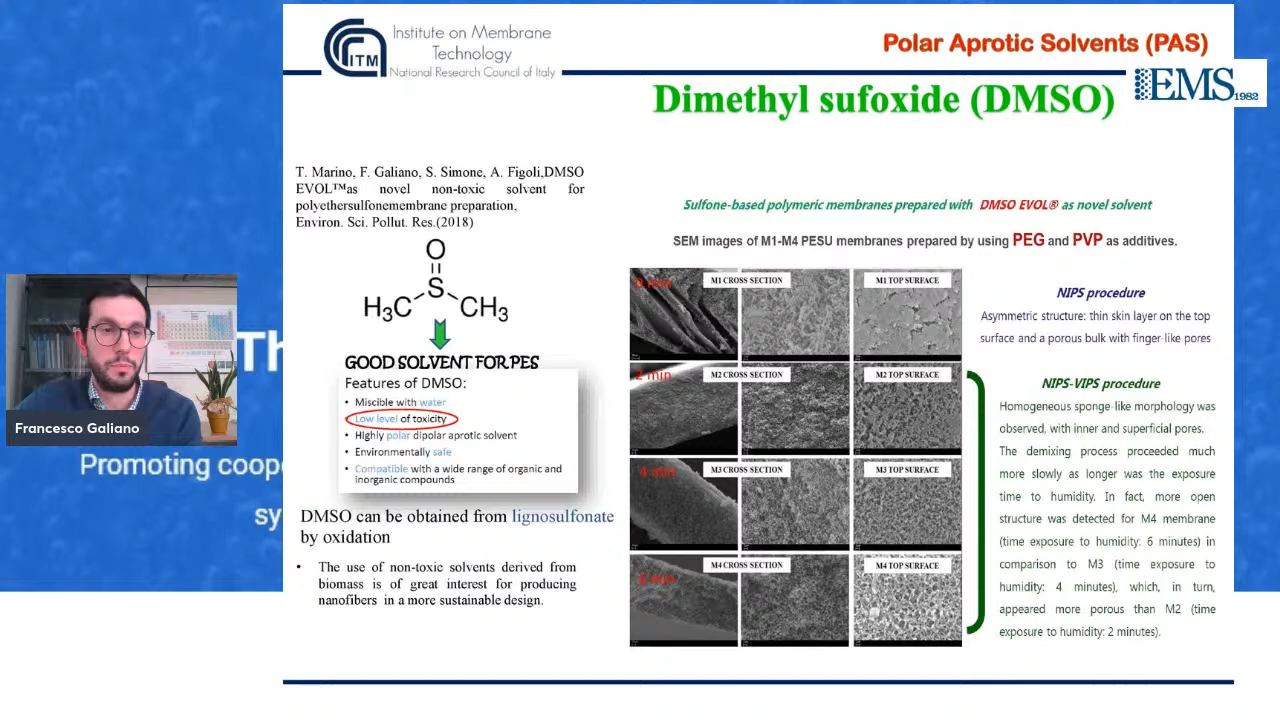 Institute on Membrane
Technology
National Research Council of Italy
ITM
Polar Aprotic Solvents (PAS)
EMS 1982
Dimethyl sufoxide (DMSO)
T. Marino, F. Galiano, S. Simone, A. Figoli,DMSO
EVOL™as novel non-toxic solvent for
polyethersulfonemembrane preparation,
Environ. Sci. Pollut. Res.(2018)
O
S
H₃C
CH₃
GOOD SOLVENT FOR PES
Features of DMSO:
• Miscible with water
• Low level of toxicity
• Highly polar dipolar aprotic solvent
• Environmentally safe
• Compatible with a wide range of organic and
inorganic compounds
DMSO can be obtained from lignosulfonate
by oxidation
• The use of non-toxic solvents derived from
biomass is of great interest for producing
nanofibers in a more sustainable design.
Sulfone-based polymeric membranes prepared with DMSO EVOL® as novel solvent
SEM images of M1-M4 PESU membranes prepared by using PEG and PVP as additives.
0 min
M1 CROSS SECTION
M1 TOP SURFACE
2 min
M2 CROSS SECTION
M2 TOP SURFACE
4 min
M3 CROSS SECTION
M3 TOP SURFACE
6 min
M4 CROSS SECTION
M4 TOP SURFACE
NIPS procedure
Asymmetric structure: thin skin layer on the top
surface and a porous bulk with finger-like pores
NIPS-VIPS procedure
Homogeneous sponge-like morphology was
observed, with inner and superficial pores.
The demixing process proceeded much
more slowly as longer was the exposure
time to humidity. In fact, more open
structure was detected for M4 membrane
(time exposure to humidity: 6 minutes) in
comparison to M3 (time exposure to
humidity: 4 minutes), which, in turn,
appeared more porous than M2 (time
exposure to humidity: 2 minutes).
Francesco Galiano
Th
Promoting coope
sy